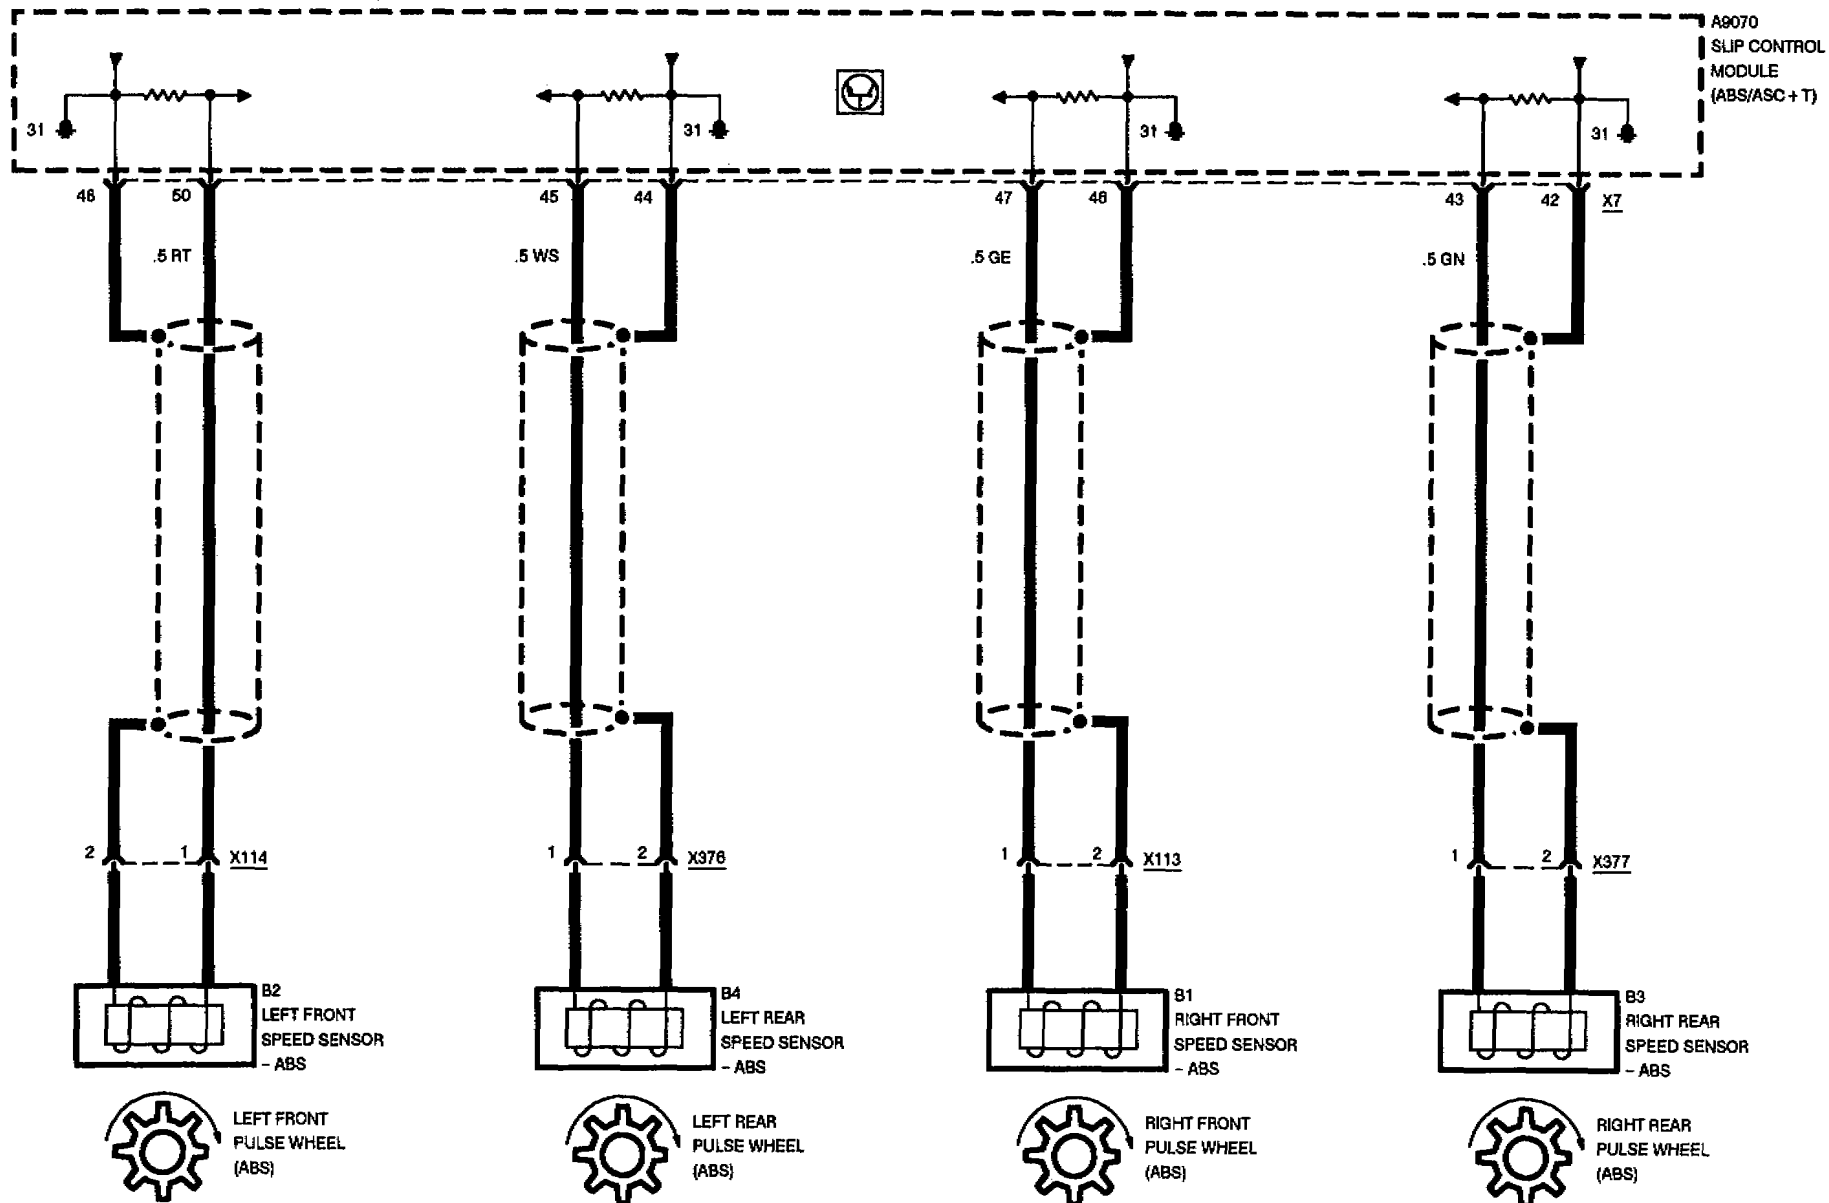 A9070
SLIP CONTROL
MODULE
(ABS/ASC + T)
31
31
31
31
48
50
45
44
47
46
43
42
X7
.5 RT
.5 WS
.5 GE
.5 GN
2
1
X114
1
2
X376
1
2
X113
1
2
X377
B2
LEFT FRONT
SPEED SENSOR
– ABS
B4
LEFT REAR
SPEED SENSOR
– ABS
B1
RIGHT FRONT
SPEED SENSOR
– ABS
B3
RIGHT REAR
SPEED SENSOR
– ABS
LEFT FRONT
PULSE WHEEL
(ABS)
LEFT REAR
PULSE WHEEL
(ABS)
RIGHT FRONT
PULSE WHEEL
(ABS)
RIGHT REAR
PULSE WHEEL
(ABS)